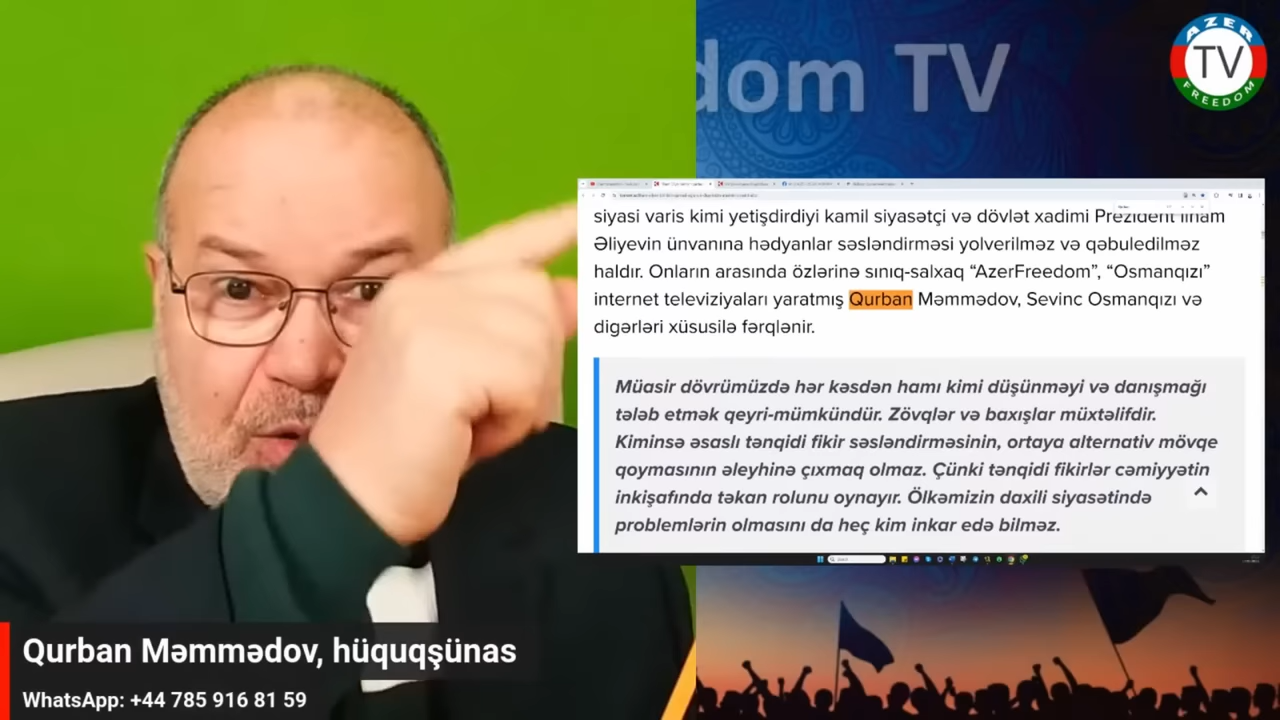 dom TV
AZER
TV
FREEDOM
siyasi varis kimi yetişdirdiyi kamil siyasətçi və dövlət xadimi Prezident İlham
Əliyevin ünvanına hədyanlar səsləndirməsi yolverilməz və qəbuledilməz
haldır. Onların arasında özlərinə sınıq-salxaq “AzerFreedom”, “Osmanqızı”
internet televiziyaları yaratmış Qurban Məmmədov, Sevinc Osmanqızı və
digərləri xüsusilə fərqlənir.
Müasir dövrümüzdə hər kəsdən hamı kimi düşünməyi və danışmağı
tələb etmək qeyri-mümkündür. Zövqlər və baxışlar müxtəlifdir.
Kiminsə əsaslı tənqidi fikir səsləndirməsinin, ortaya alternativ mövqe
qoymasının əleyhinə çıxmaq olmaz. Çünki tənqidi fikirlər cəmiyyətin
inkişafında təkan rolunu oynayır. Ölkəmizin daxili siyasətində
problemlərin olmasını da heç kim inkar edə bilməz.
Qurban Məmmədov, hüquqşünas
WhatsApp: +44 785 916 81 59